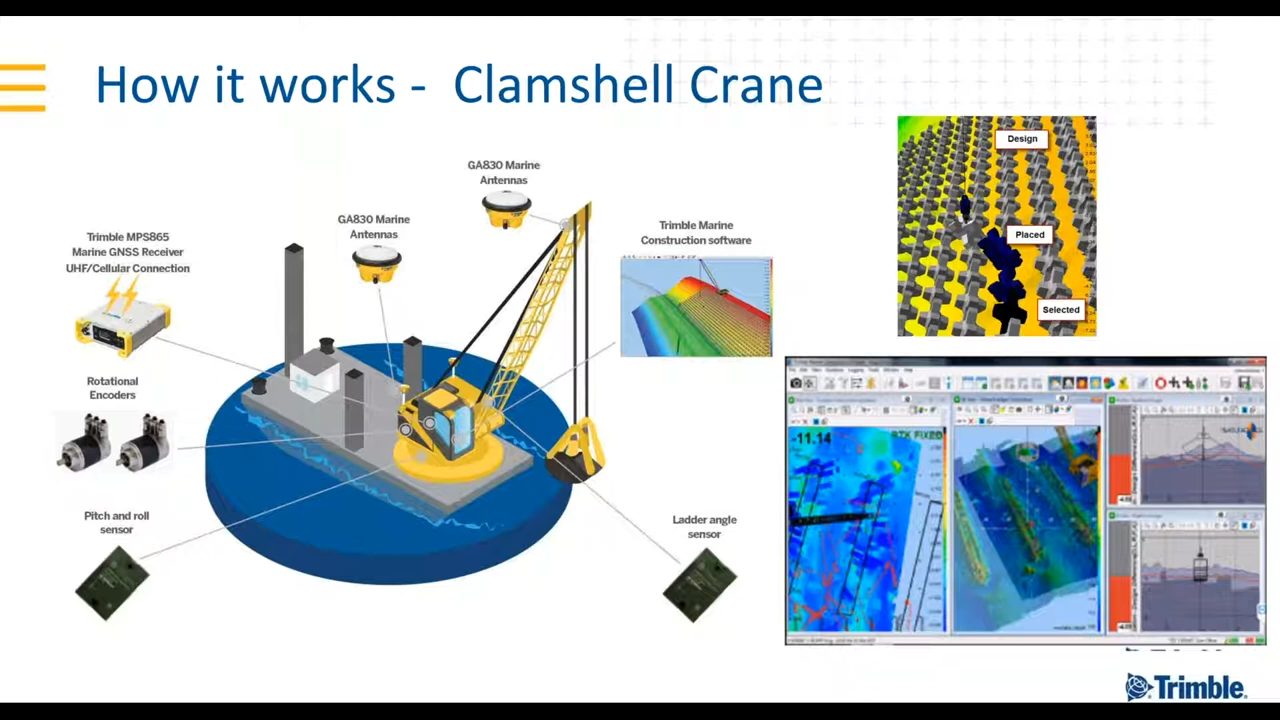 How it works - Clamshell Crane
GA830 Marine
Antennas
GA830 Marine
Antennas
Trimble MPS865
Marine GNSS Receiver
UHF/Cellular Connection
Trimble Marine
Construction software
Rotational
Encoders
Pitch and roll
sensor
Ladder angle
sensor
Design
Placed
Selected
-11.14
RTK FIXED
Trimble.